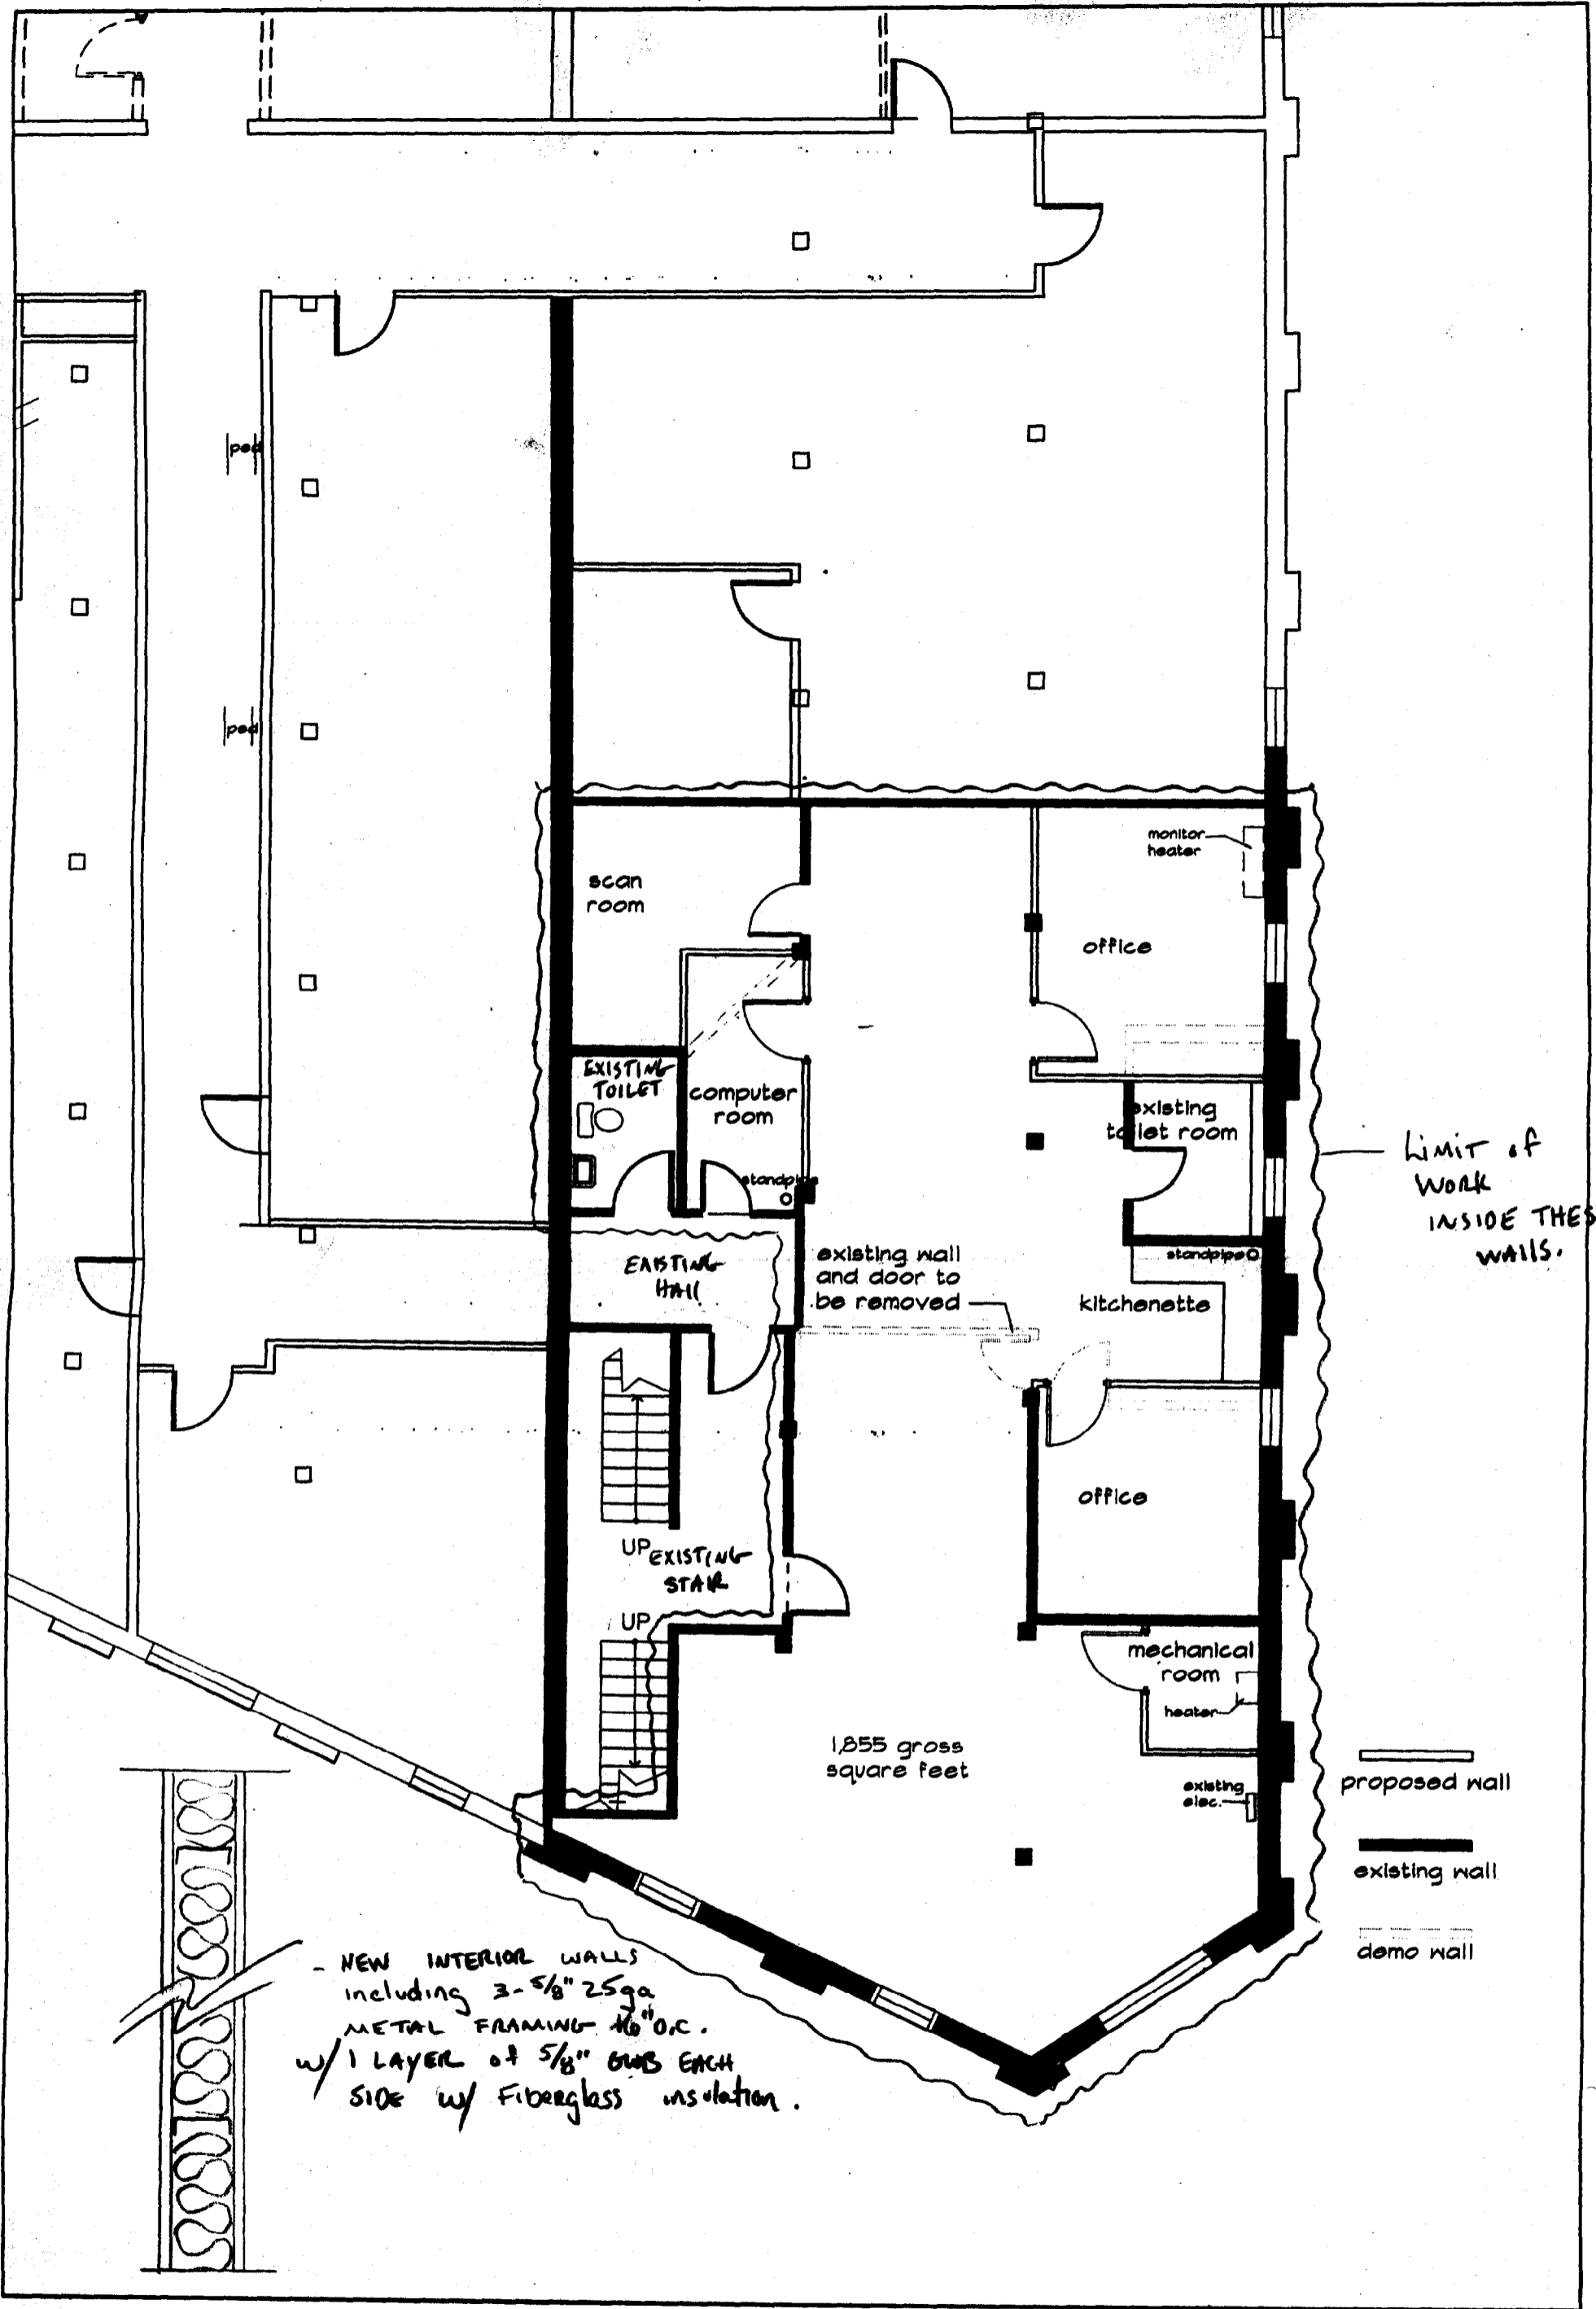 ped
ped
monitor
heater
scan
room
office
EXISTING
TOILET
computer
room
standpipe
existing
toilet room
LIMIT of
WORK
INSIDE THES
WALLS.
EXISTING
HALL
existing wall
and door to
be removed
standpipe
kitchenette
office
UP
EXISTING
STAIR
UP
mechanical
room
heater
1,855 gross
square feet
existing
elec.
proposed wall
existing wall
demo wall
- NEW INTERIOR WALLS
including 3-5/8" 25ga
METAL FRAMING 16" O.C.
w/ 1 LAYER of 5/8" GWB EACH
SIDE w/ Fiberglass insulation.